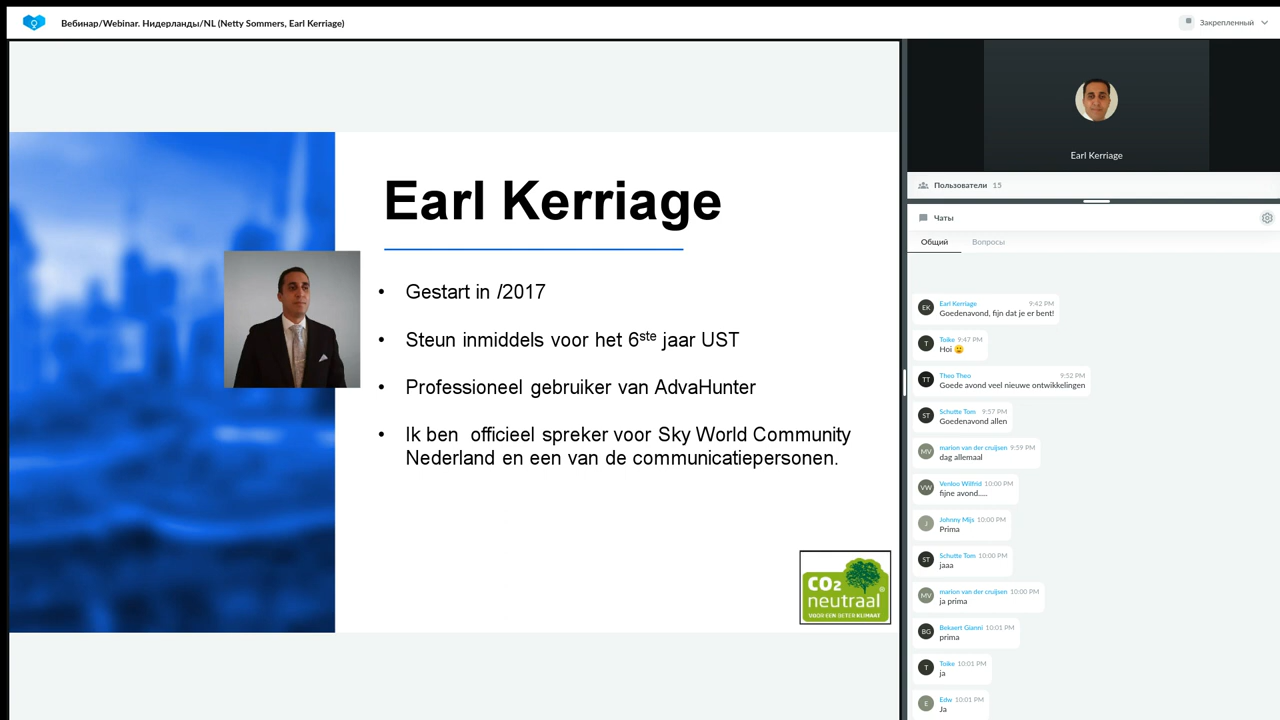 Вебинар/Webinar. Нидерланды/NL (Netty Sommers, Earl Kerriage)
Закрепленный
Earl Kerriage
• Gestart in /2017
• Steun inmiddels voor het 6ste jaar UST
• Professioneel gebruiker van AdvaHunter
• Ik ben officieel spreker voor Sky World Community
Nederland en een van de communicatiepersonen.
CO2
neutraal
VOOR EEN BETER KLIMAAT
Earl Kerriage
Пользователи 15
Чаты
Общий Вопросы
EK Earl Kerriage 9:42 PM
Goedenavond, fijn dat je er bent!
T Toike 9:47 PM
Hoi 🙂
TT Theo Theo 9:52 PM
Goede avond veel nieuwe ontwikkelingen
ST Schutte Tom 9:57 PM
Goedenavond allen
MV marion van der cruijsen 9:59 PM
dag allemaal
VW Venloo Wilfrid 10:00 PM
fijne avond.....
J Johnny Mijs 10:00 PM
Prima
ST Schutte Tom 10:00 PM
jaaa
MV marion van der cruijsen 10:00 PM
ja prima
BG Bekaert Gianni 10:01 PM
prima
T Toike 10:01 PM
ja
E Edw 10:01 PM
Ja